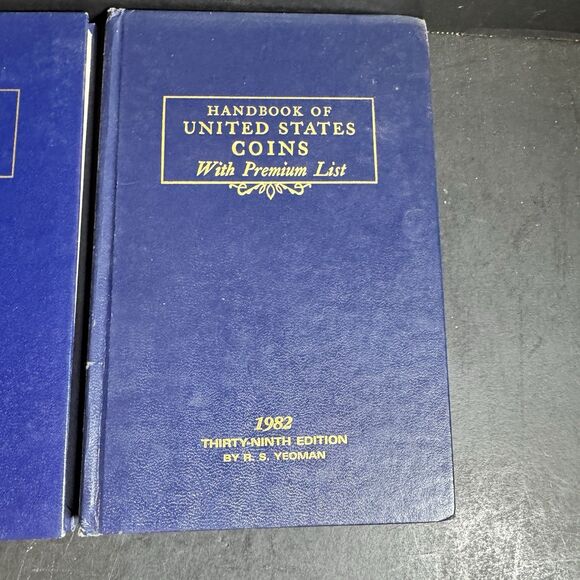 HANDBOOK OF
UNITED STATES
COINS
With Premium List
1982
THIRTY-NINTH EDITION
BY R. S. YEOMAN